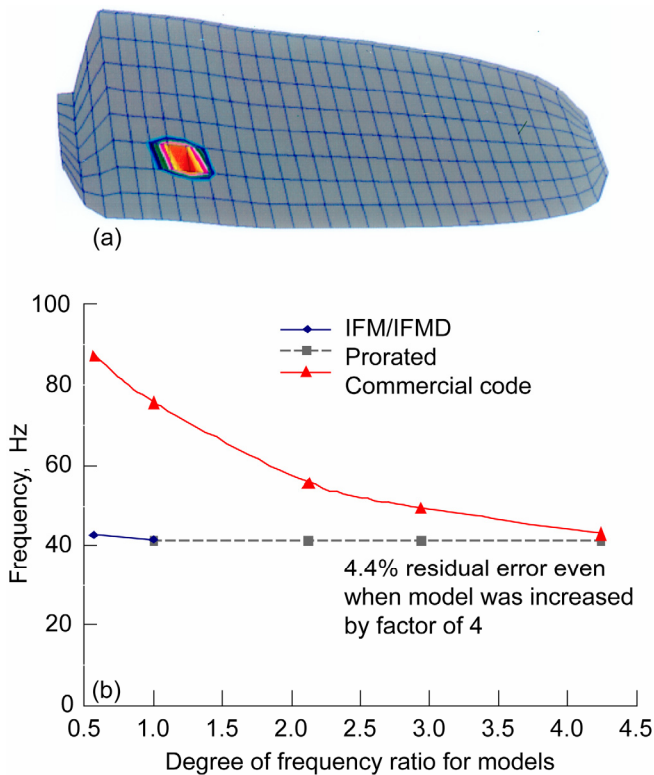 (a)
100
80
60
40
20
0
Frequency, Hz
IFM/IFMD
Prorated
Commercial code
4.4% residual error even
when model was increased
by factor of 4
(b)
0.5 1.0 1.5 2.0 2.5 3.0 3.5 4.0 4.5
Degree of frequency ratio for models